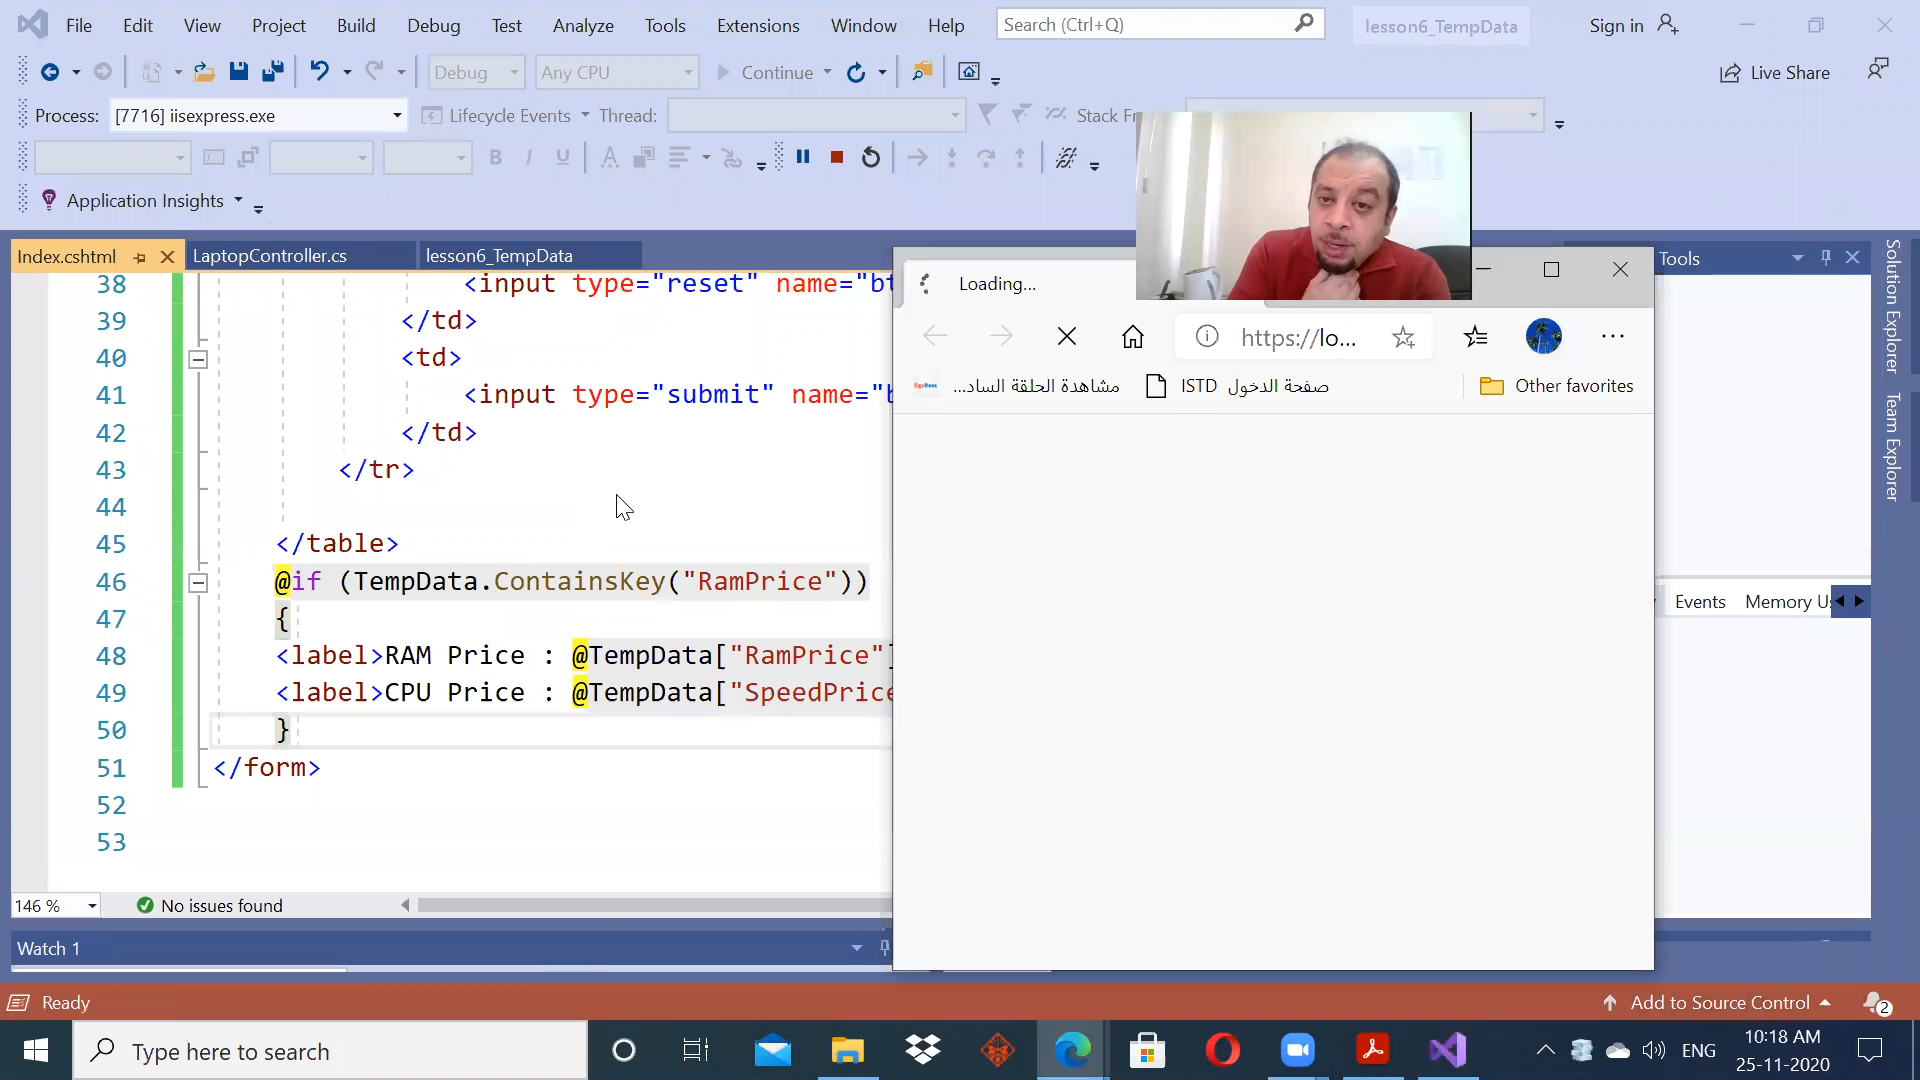 File Edit View Project Build Debug Test Analyze Tools Extensions Window Help Search (Ctrl+Q) lesson6_TempData Sign in
Debug Any CPU Continue Live Share
Process: [7716] iisexpress.exe Lifecycle Events Thread: Stack Fr
B I U
Application Insights
Index.cshtml LaptopController.cs lesson6_TempData
Tools
Solution Explorer
Team Explorer
38 <input type="reset" name="bt
39 </td>
40 <td>
41 <input type="submit" name="b
42 </td>
43 </tr>
44
45 </table>
46 @if (TempData.ContainsKey("RamPrice"))
47 {
48 <label>RAM Price : @TempData["RamPrice"]
49 <label>CPU Price : @TempData["SpeedPrice
50 }
51 </form>
52
53
Loading...
https://lo...
مشاهدة الحلقة الساد... ISTD صفحة الدخول Other favorites
Events Memory Us
146 % No issues found
Watch 1
Ready Add to Source Control 2
Type here to search ENG 10:18 AM
25-11-2020